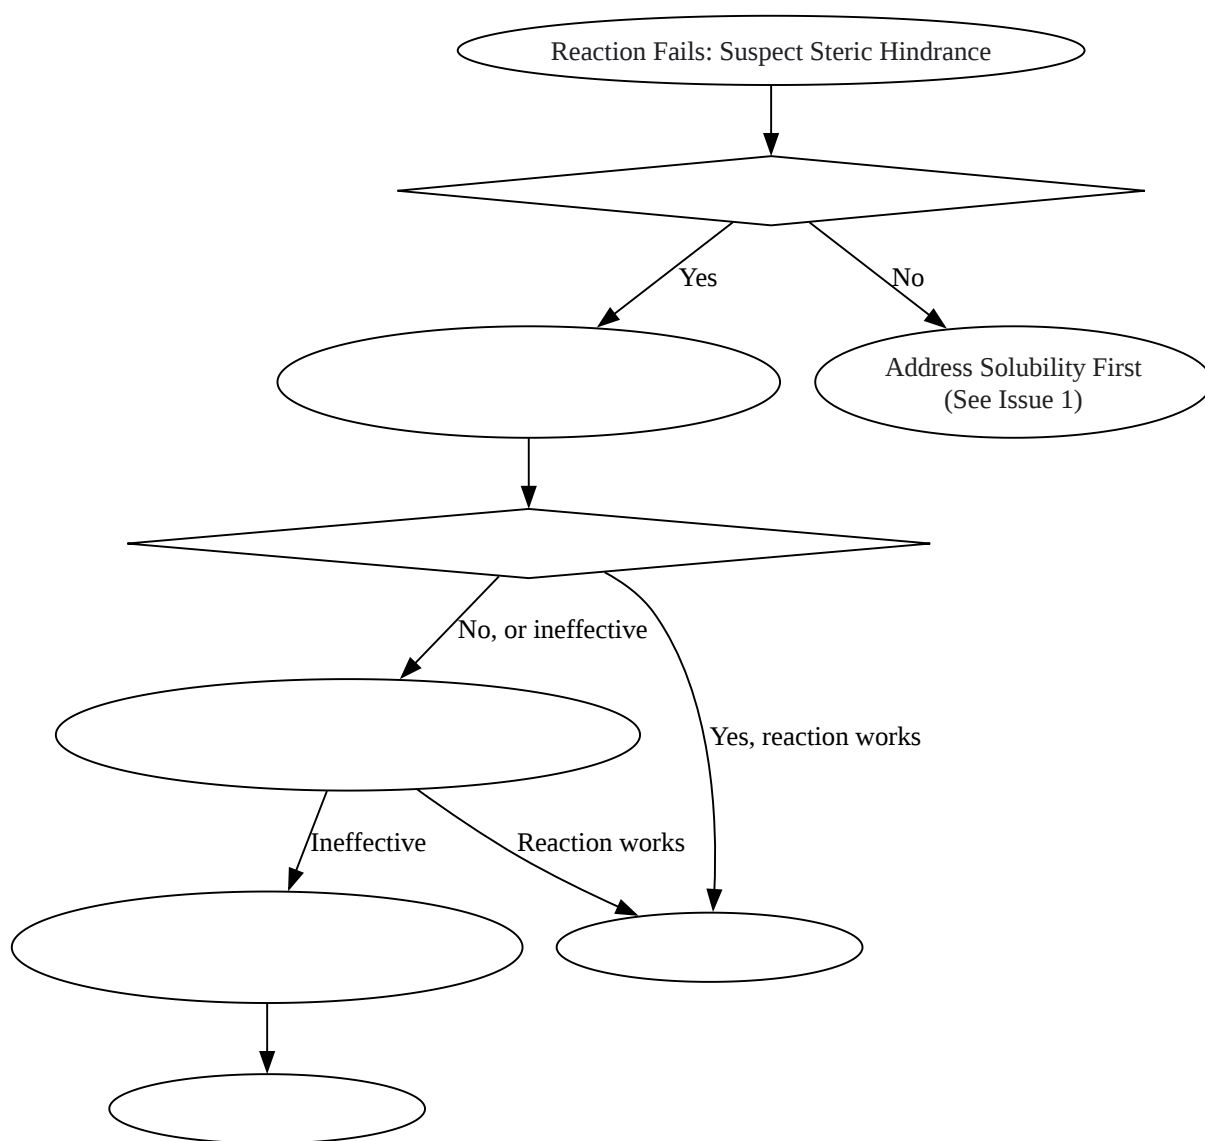 Reaction Fails: Suspect Steric Hindrance
Yes
No
Address Solubility First
(See Issue 1)
No, or ineffective
Yes, reaction works
Ineffective
Reaction works